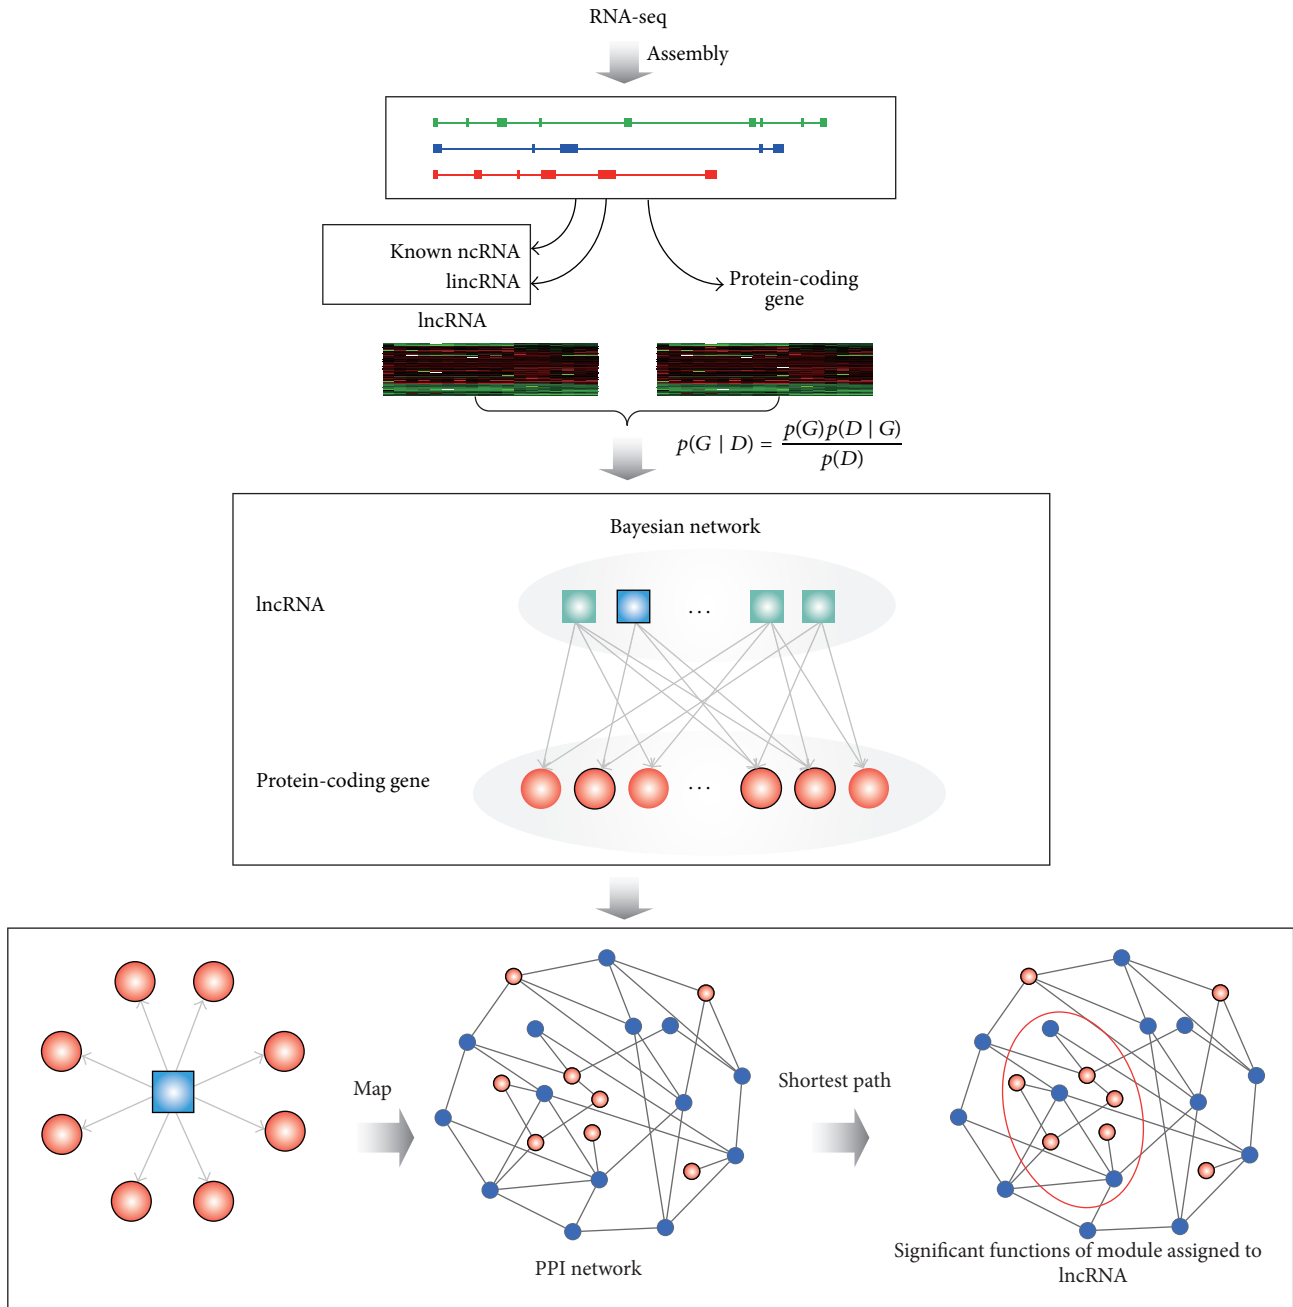 RNA-seq
Assembly
Known ncRNA
lincRNA
lncRNA
Protein-coding
gene
p(G | D) = p(G)p(D | G) / p(D)
Bayesian network
lncRNA
...
Protein-coding gene
...
Map
Shortest path
PPI network
Significant functions of module assigned to
lncRNA